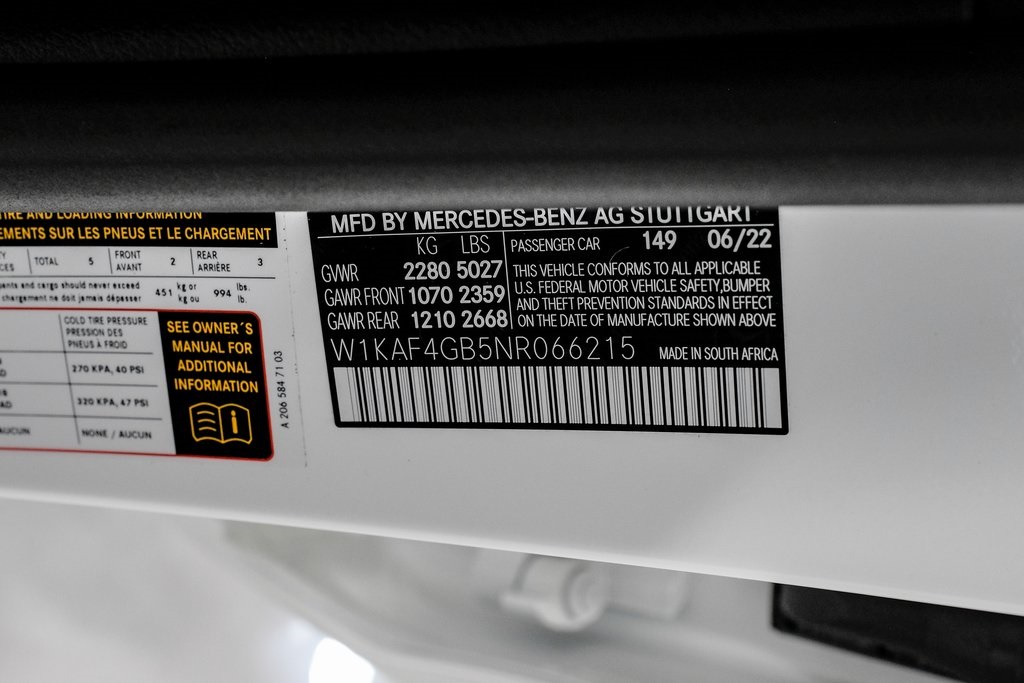 TIRE AND LOADING INFORMATION
EMENTS SUR LES PNEUS ET LE CHARGEMENT
TOTAL 5 FRONT AVANT 2 REAR ARRIÈRE 3
and cargo should never exceed 451 kg or 994 lbs.
chargement ne doit jamais dépasser kg ou lb.
COLD TIRE PRESSURE
PRESSION DES
PNEUS À FROID
270 KPA, 40 PSI
320 KPA, 47 PSI
AUCUN NONE / AUCUN
SEE OWNER'S
MANUAL FOR
ADDITIONAL
INFORMATION
A 206 584 71 03
MFD BY MERCEDES-BENZ AG STUTTGART
KG LBS PASSENGER CAR 149 06/22
GVWR 2280 5027
GAWR FRONT 1070 2359
GAWR REAR 1210 2668
THIS VEHICLE CONFORMS TO ALL APPLICABLE
U.S. FEDERAL MOTOR VEHICLE SAFETY,BUMPER
AND THEFT PREVENTION STANDARDS IN EFFECT
ON THE DATE OF MANUFACTURE SHOWN ABOVE
W1KAF4GB5NR066215 MADE IN SOUTH AFRICA